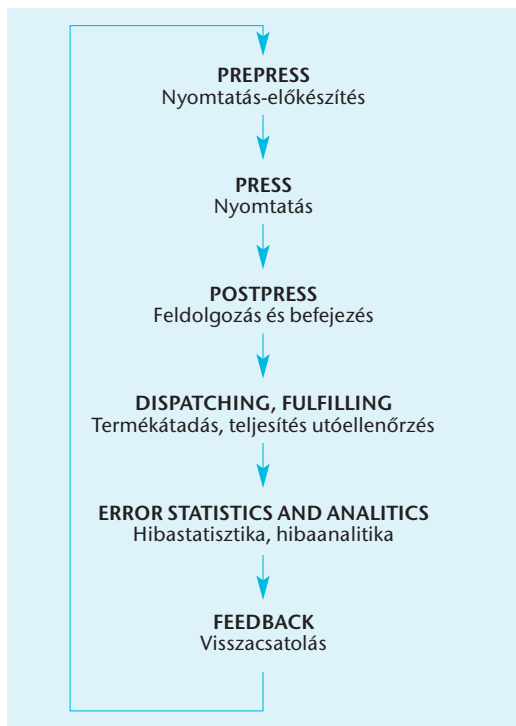 PREPRESS
Nyomtatás-előkészítés
PRESS
Nyomtatás
POSTPRESS
Feldolgozás és befejezés
DISPATCHING, FULFILLING
Termékátadás, teljesítés utóellenőrzés
ERROR STATISTICS AND ANALITICS
Hibastatisztika, hibaanalitika
FEEDBACK
Visszacsatolás